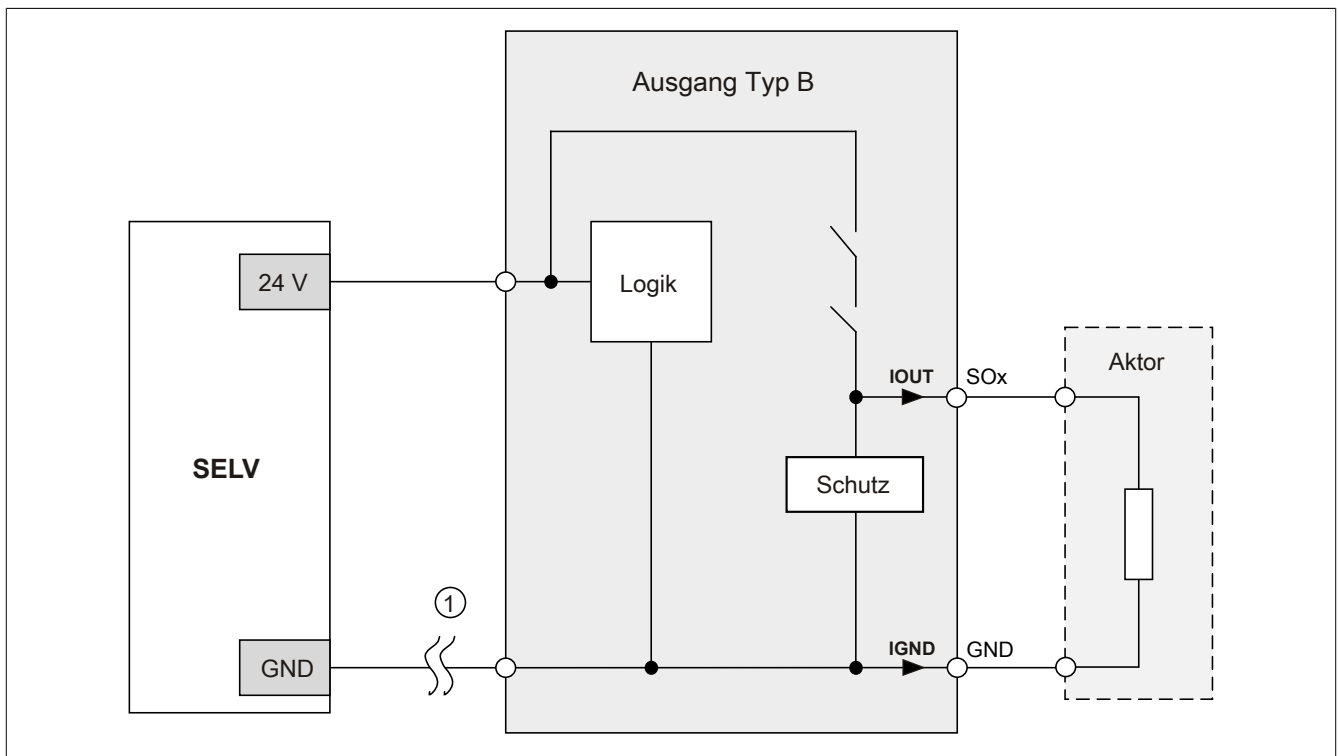 Ausgang Typ B
24 V
Logik
Aktor
IOUT
SOx
SELV
Schutz
1
GND
IGND
GND